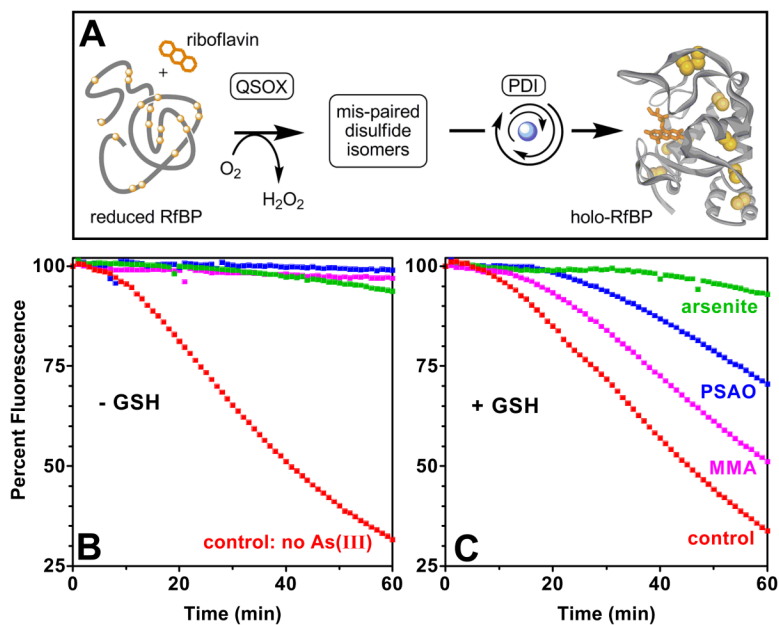 A
riboflavin
+
QSOX
O2
H2O2
reduced RfBP
mis-paired
disulfide
isomers
PDI
holo-RfBP
Percent Fluorescence
100
75
50
25
- GSH
control: no As(III)
B
0
20
40
60
Time (min)
100
75
50
25
+ GSH
arsenite
PSAO
MMA
control
C
0
20
40
60
Time (min)